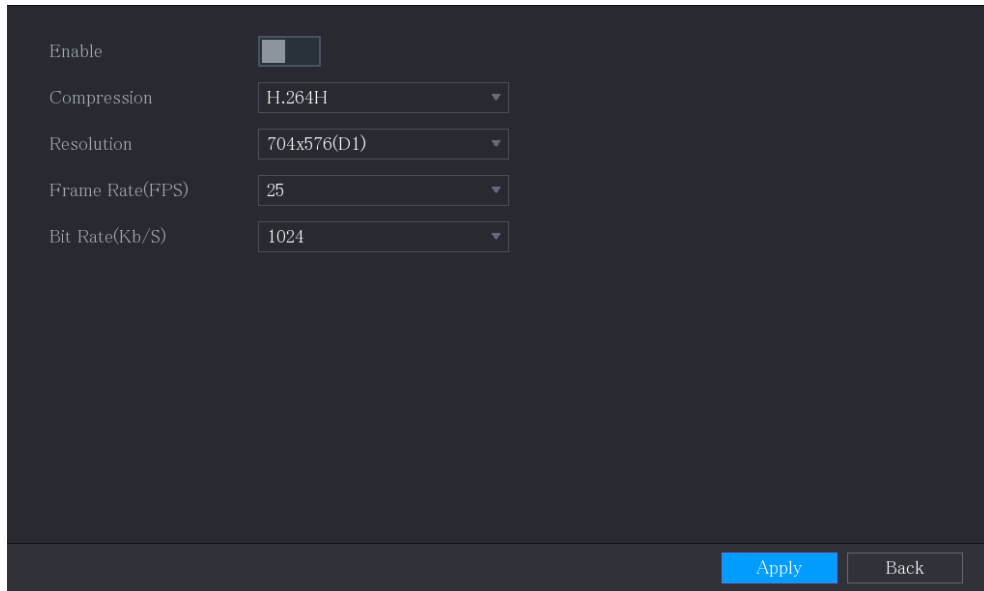 Enable
Compression H.264H
Resolution 704x576(D1)
Frame Rate(FPS) 25
Bit Rate(Kb/S) 1024
Apply Back